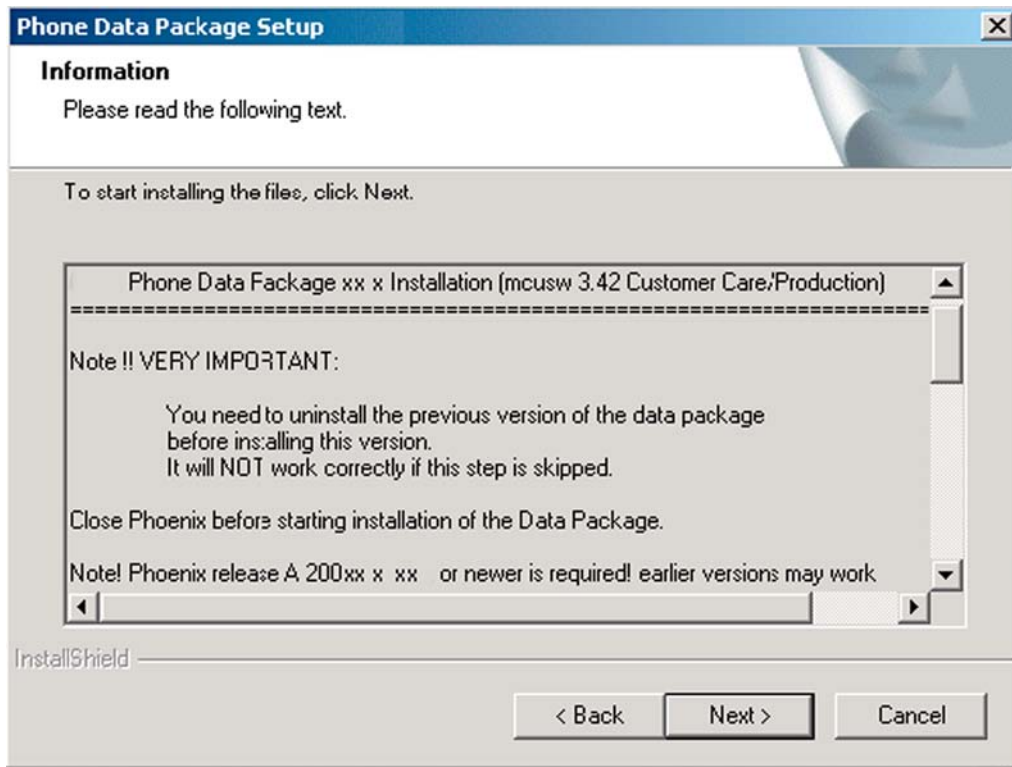 Phone Data Package Setup
Information
Please read the following text.
To start installing the files, click Next.
Phone Data Package xx x Installation (mcusw 3.42 Customer Care/Production)
======================================================================
Note !! VERY IMPORTANT:
You need to uninstall the previous version of the data package
before installing this version.
It will NOT work correctly if this step is skipped.
Close Phoenix before starting installation of the Data Package.
Note! Phoenix release A 200xx x xx or newer is required! earlier versions may work
InstallShield
< Back
Next >
Cancel